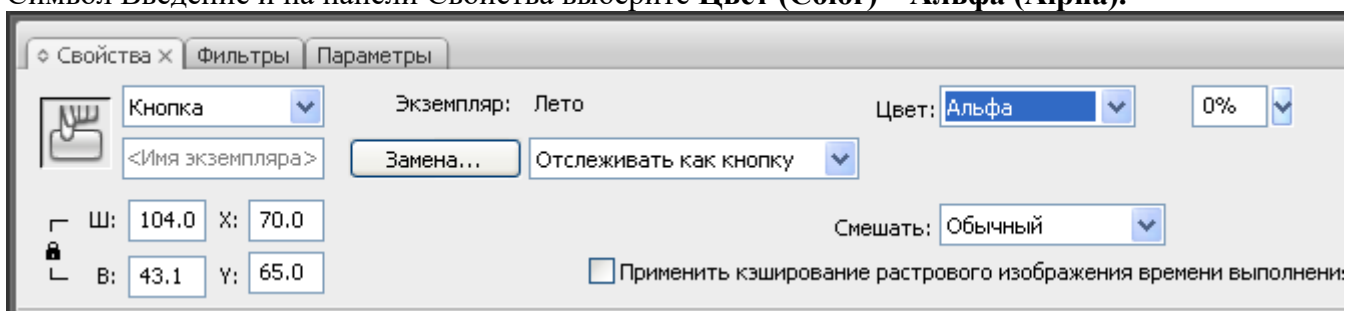 Символ Введение и на панели Свойства выберите Цвет (Color) – Альфа (Alpha).
Свойства × Фильтры Параметры
Кнопка Экземпляр: Лето Цвет: Альфа 0%
<Имя экземпляра> Замена... Отслеживать как кнопку
Ш: 104.0 X: 70.0 Смешать: Обычный
В: 43.1 Y: 65.0 Применить кэширование растрового изображения времени выполнени